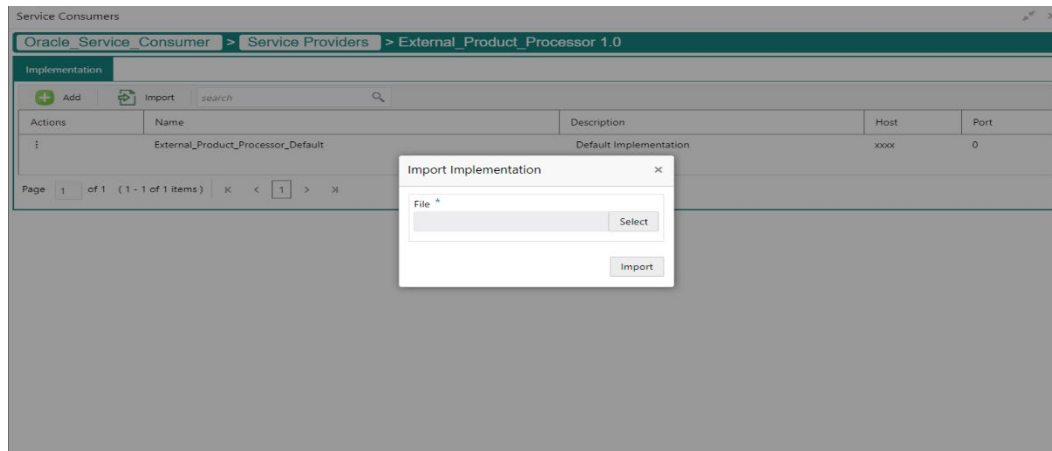 Service Consumers
Oracle_Service_Consumer > Service Providers > External_Product_Processor 1.0
Implementation
Add Import search
Actions Name Description Host Port
External_Product_Processor_Default Default Implementation xxxx 0
Page 1 of 1 (1 - 1 of 1 items) K < 1 > >|
Import Implementation ×
File *
Select
Import